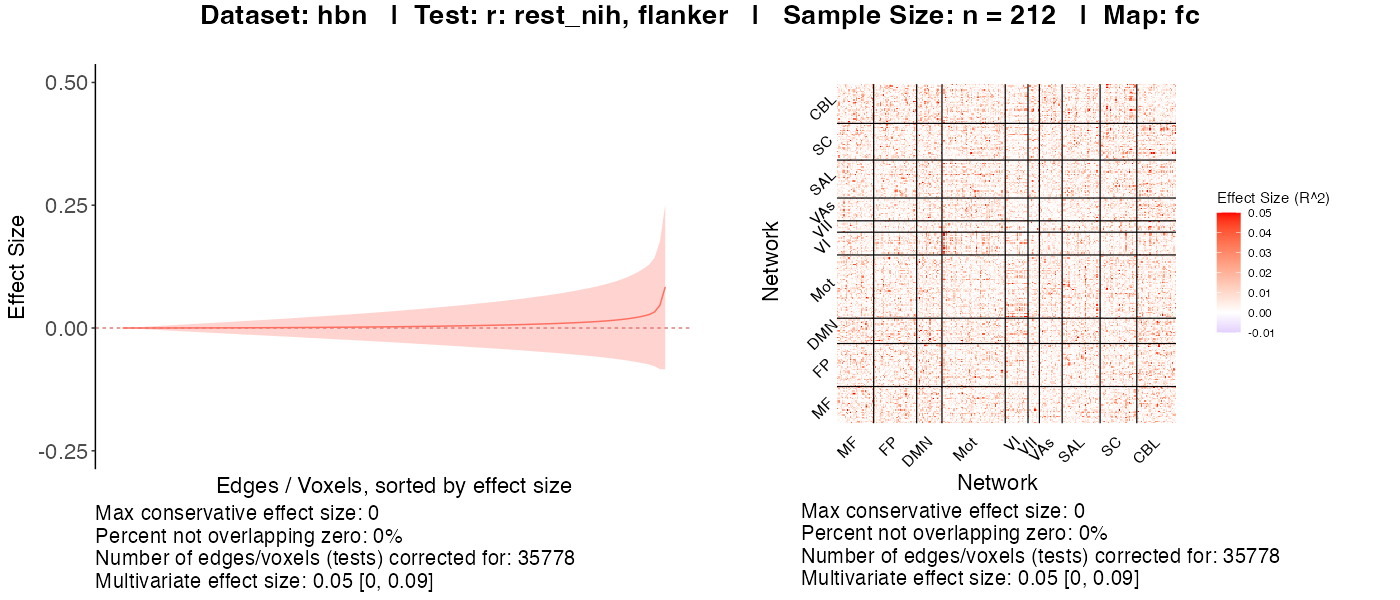 Dataset: hbn | Test: r: rest_nih, flanker | Sample Size: n = 212 | Map: fc
0.50
0.25
0.00
-0.25
Effect Size
Edges / Voxels, sorted by effect size
Max conservative effect size: 0
Percent not overlapping zero: 0%
Number of edges/voxels (tests) corrected for: 35778
Multivariate effect size: 0.05 [0, 0.09]
Network
CBL
SC
SAL
VAs
VII
VI
Mot
DMN
FP
MF
MF
FP
DMN
Mot
VI
VII
VAs
SAL
SC
CBL
Network
Effect Size (R^2)
0.05
0.04
0.03
0.02
0.01
0.00
-0.01
Max conservative effect size: 0
Percent not overlapping zero: 0%
Number of edges/voxels (tests) corrected for: 35778
Multivariate effect size: 0.05 [0, 0.09]